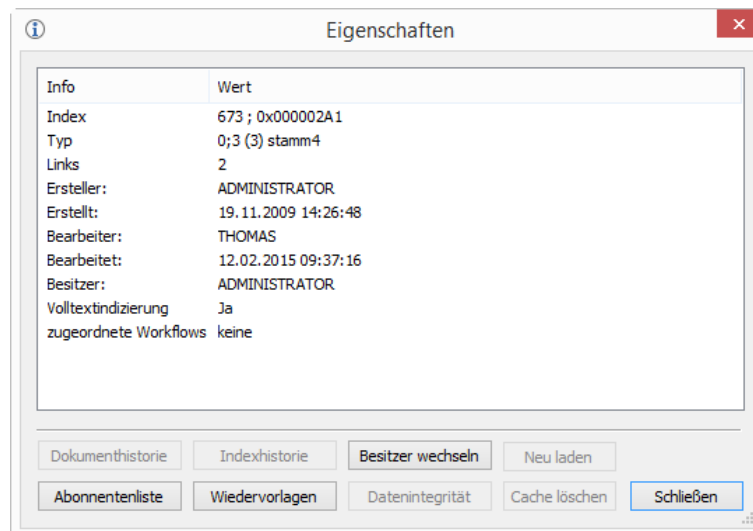 Eigenschaften
Info Wert
Index 673 ; 0x000002A1
Typ 0;3 (3) stamm4
Links 2
Ersteller: ADMINISTRATOR
Erstellt: 19.11.2009 14:26:48
Bearbeiter: THOMAS
Bearbeitet: 12.02.2015 09:37:16
Besitzer: ADMINISTRATOR
Volltextindizierung Ja
zugeordnete Workflows keine
Dokumenthistorie Indexhistorie Besitzer wechseln Neu laden
Abonnentenliste Wiedervorlagen Datenintegrität Cache löschen Schließen